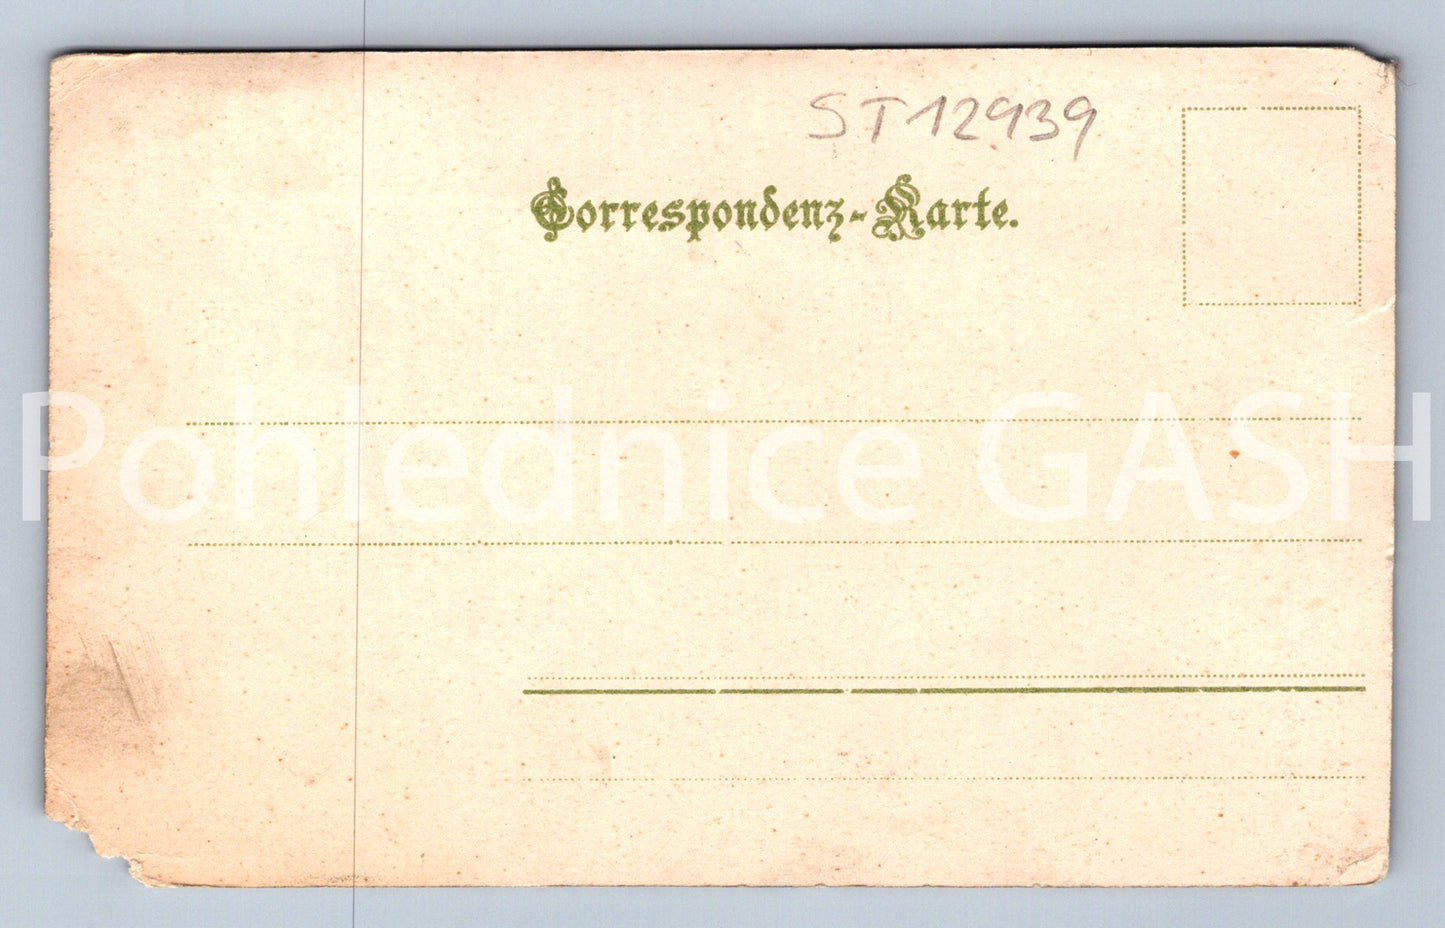 ST12939
Correspondenz-Karte.
Pohlednice GASH